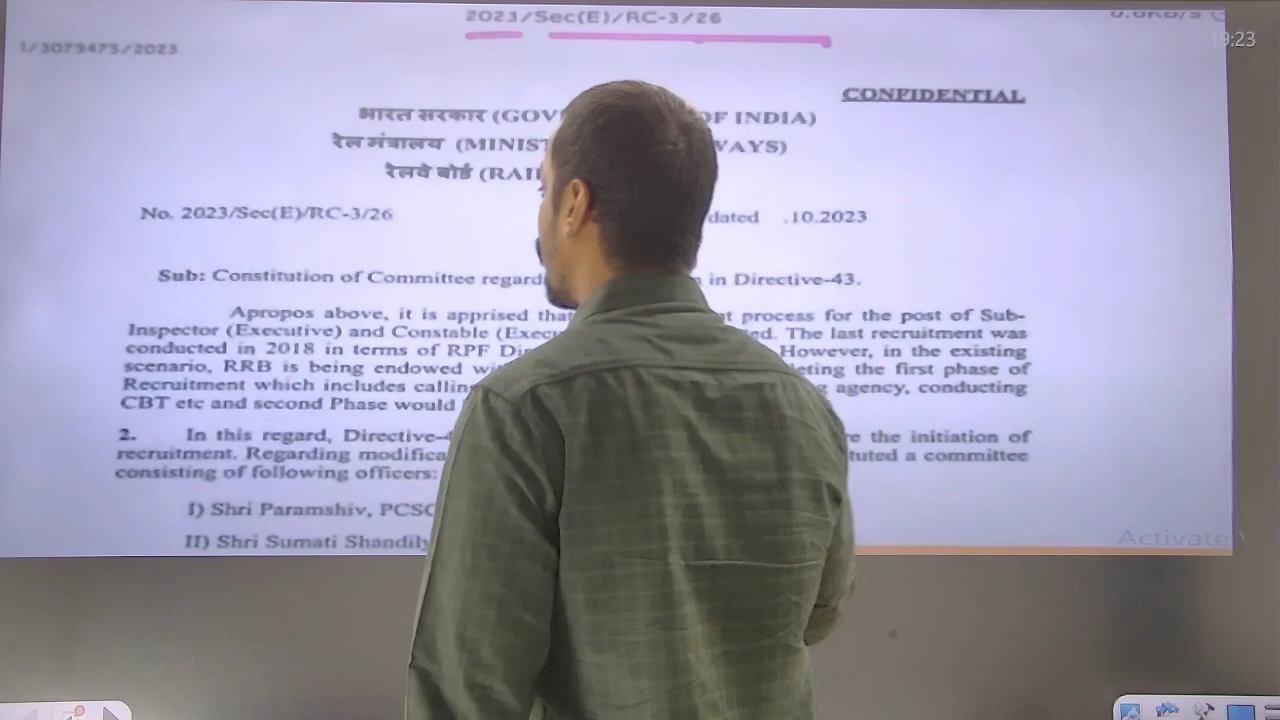 2023/Sec(E)/RC-3/26
19:23
1/3079475/2023
CONFIDENTIAL
भारत सरकार (GOV OF INDIA)
रेल मंत्रालय (MINIST WAYS)
रेलवे बोर्ड (RAI
No. 2023/Sec(E)/RC-3/26 dated .10.2023
Sub: Constitution of Committee regard in Directive-43.
Apropos above, it is apprised that process for the post of Sub-
Inspector (Executive) and Constable (Execu ed. The last recruitment was
conducted in 2018 in terms of RPF Dir However, in the existing
scenario, RRB is being endowed wi eting the first phase of
Recruitment which includes calling agency, conducting
CBT etc and second Phase would
2. In this regard, Directive-4 e the initiation of
recruitment. Regarding modifica tuted a committee
consisting of following officers:
I) Shri Paramshiv, PCSC
II) Shri Sumati Shandily
Activate